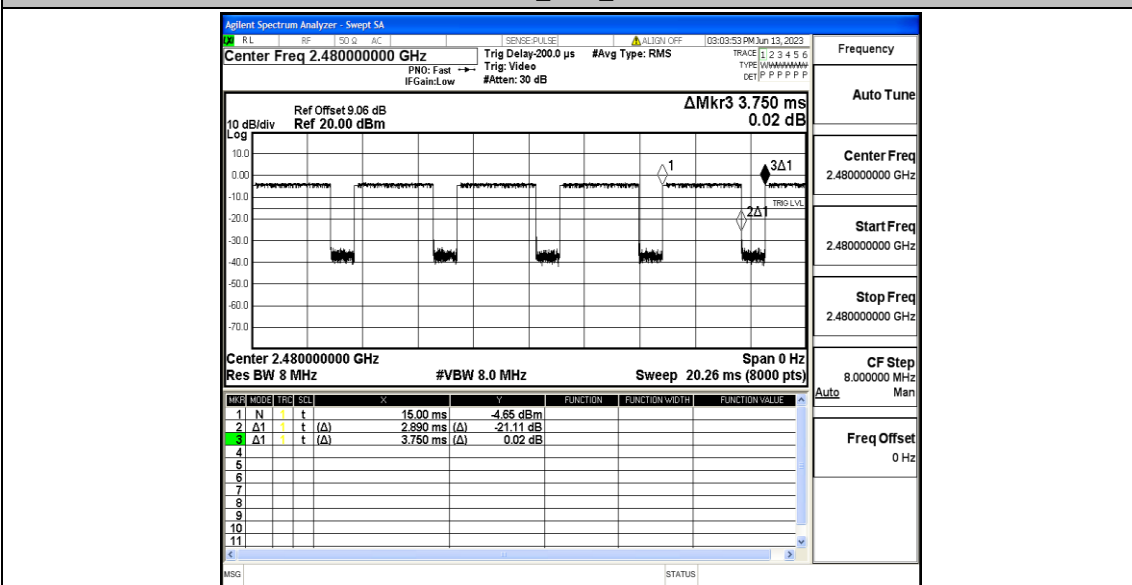 Agilent Spectrum Analyzer - Swept SA
RL RF 50 Ω AC SENSE:PULSE ALIGN OFF 03:03:53 PM Jun 13, 2023
Center Freq 2.480000000 GHz
PNO: Fast
IFGain:Low
Trig Delay-200.0 µs
Trig: Video
#Atten: 30 dB
#Avg Type: RMS
TRACE 1 2 3 4 5 6
TYPE
DET P P P P P P
ΔMkr3 3.750 ms
0.02 dB
Ref Offset 9.06 dB
10 dB/div Ref 20.00 dBm
Log
10.0
0.00
-10.0
-20.0
-30.0
-40.0
-50.0
-60.0
-70.0
1
3Δ1
2Δ1
TRIG LVL
Center 2.480000000 GHz Span 0 Hz
Res BW 8 MHz #VBW 8.0 MHz Sweep 20.26 ms (8000 pts)
MKR MODE TRC SCL X Y FUNCTION FUNCTION WIDTH FUNCTION VALUE
1 N 1 t 15.00 ms -4.65 dBm
2 Δ1 1 t (Δ) 2.890 ms (Δ) -21.11 dB
3 Δ1 1 t (Δ) 3.750 ms (Δ) 0.02 dB
4
5
6
7
8
9
10
11
MSG STATUS
Frequency
Auto Tune
Center Freq
2.480000000 GHz
Start Freq
2.480000000 GHz
Stop Freq
2.480000000 GHz
CF Step
8.000000 MHz
Auto Man
Freq Offset
0 Hz